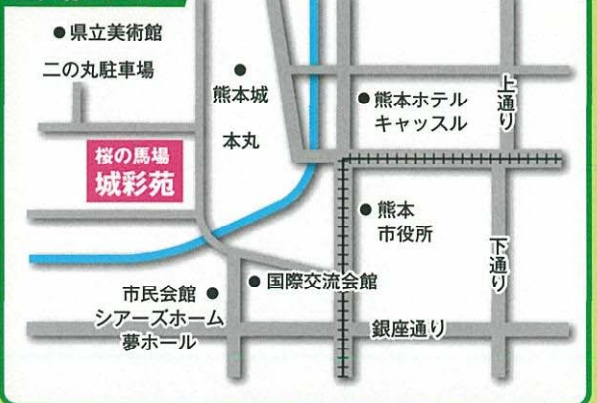 県立美術館
二の丸駐車場
熊本城
本丸
熊本ホテル
キャッスル
上通り
桜の馬場
城彩苑
熊本
市役所
下通り
国際交流会館
市民会館
シアーズホーム
夢ホール
銀座通り